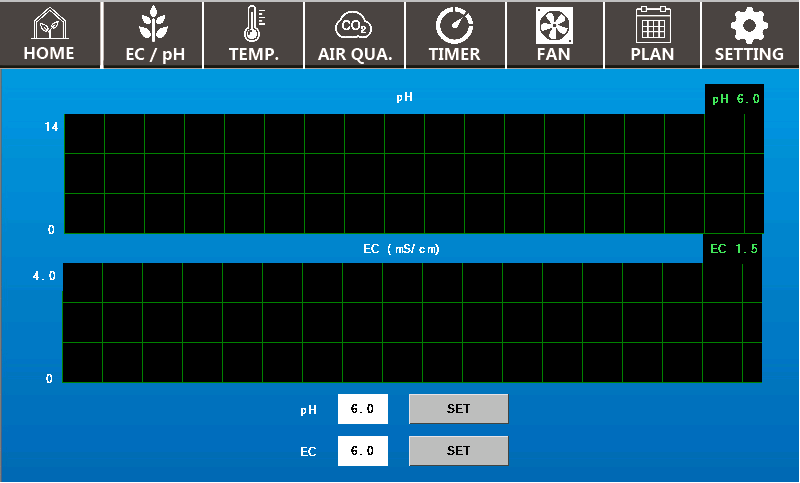 HOME
EC / pH
TEMP.
CO2
AIR QUA.
TIMER
FAN
PLAN
SETTING
pH
pH 6.0
14
0
EC ( mS/ cm)
EC 1.5
4.0
0
pH 6.0 SET
EC 6.0 SET